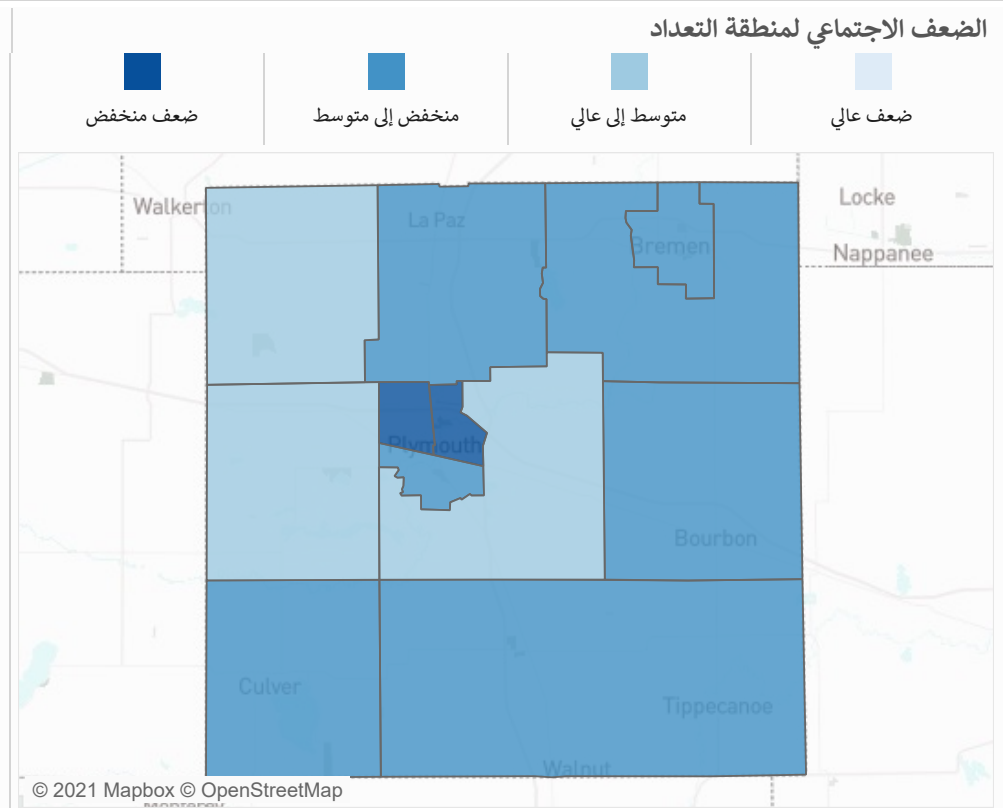 الضعف الاجتماعي لمنطقة التعداد
ضعف عالي
متوسط إلى عالي
منخفض إلى متوسط
ضعف منخفض
Walkerton
La Paz
Locke
Bremen
Nappanee
Plymouth
Bourbon
Culver
Tippecanoe
Walnut
© 2021 Mapbox © OpenStreetMap
Monterey